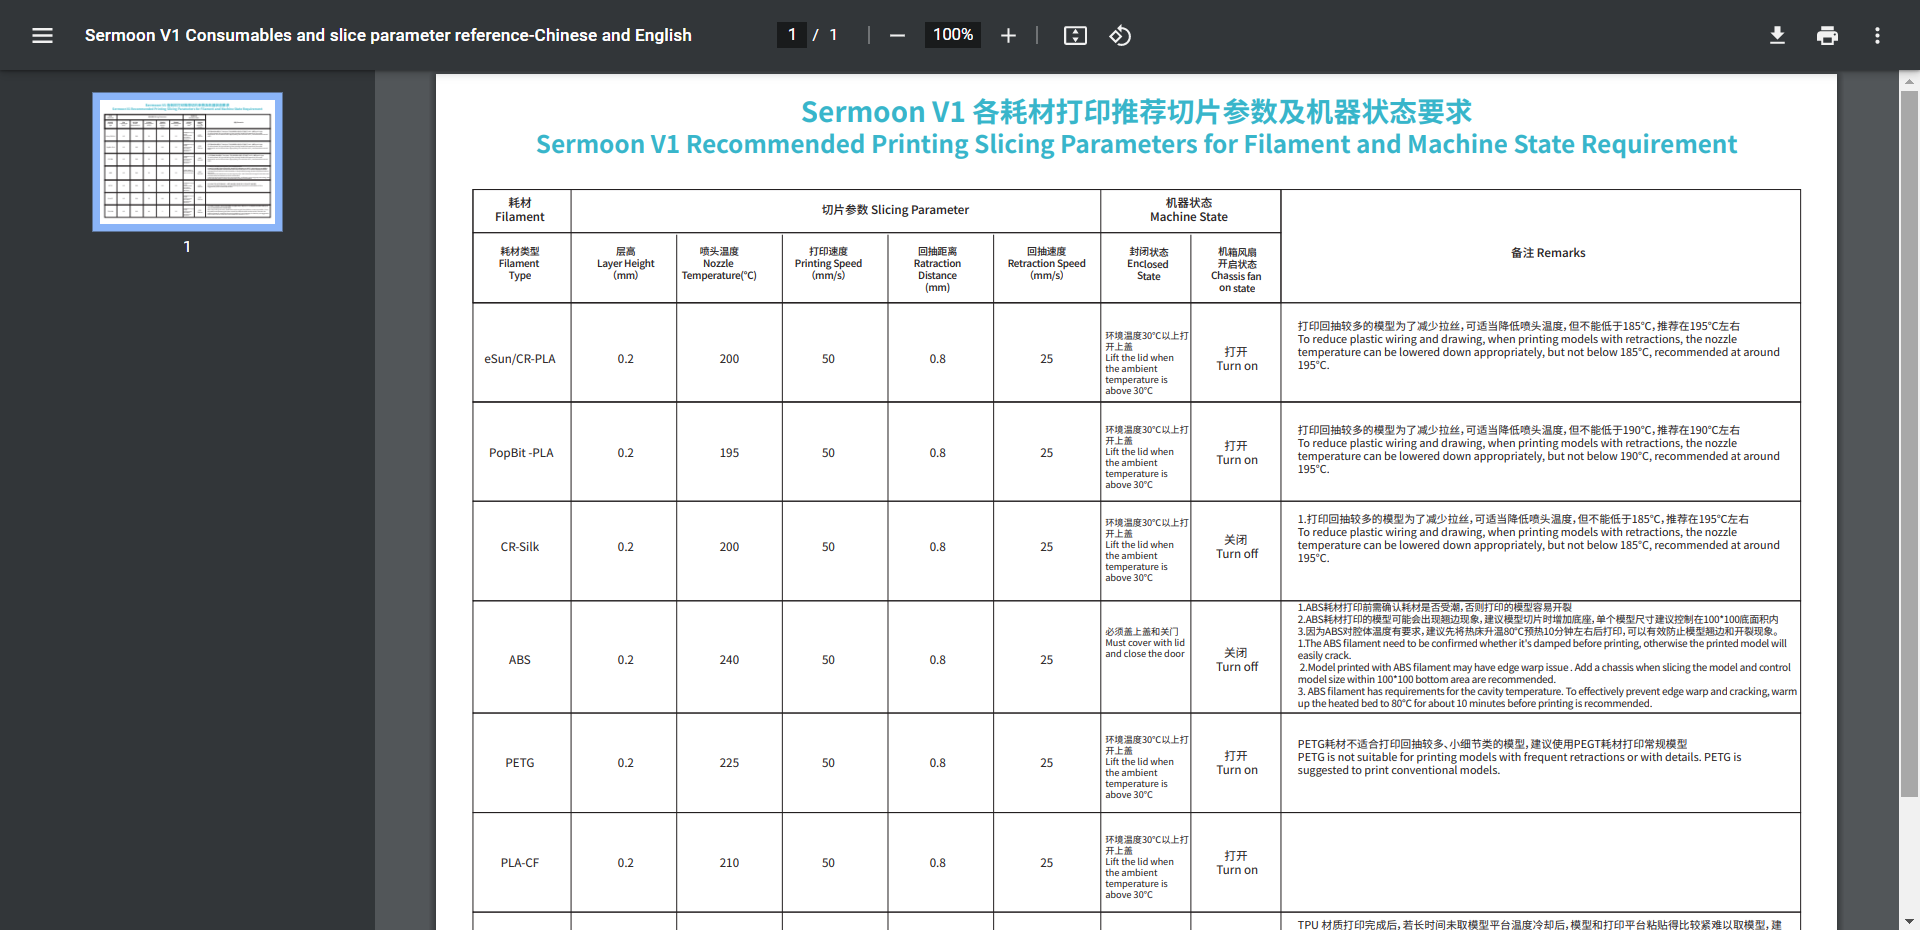 Sermoon V1 Consumables and slice parameter reference-Chinese and English
1 / 1
100%
1
Sermoon V1 各耗材打印推荐切片参数及机器状态要求
Sermoon V1 Recommended Printing Slicing Parameters for Filament and Machine State Requirement
耗材
Filament
切片参数 Slicing Parameter
机器状态
Machine State
备注 Remarks
耗材类型
Filament
Type
层高
Layer Height
(mm)
喷头温度
Nozzle
Temperature(°C)
打印速度
Printing Speed
(mm/s)
回抽距离
Ratraction
Distance
(mm)
回抽速度
Retraction Speed
(mm/s)
封闭状态
Enclosed
State
机箱风扇
开启状态
Chassis fan
on state
eSun/CR-PLA
0.2
200
50
0.8
25
环境温度30°C以上打
开上盖
Lift the lid when
the ambient
temperature is
above 30°C
打开
Turn on
打印回抽较多的模型为了减少拉丝,可适当降低喷头温度,但不能低于185°C,推荐在195°C左右
To reduce plastic wiring and drawing, when printing models with retractions, the nozzle
temperature can be lowered down appropriately, but not below 185°C, recommended at around
195°C.
PopBit -PLA
0.2
195
50
0.8
25
环境温度30°C以上打
开上盖
Lift the lid when
the ambient
temperature is
above 30°C
打开
Turn on
打印回抽较多的模型为了减少拉丝,可适当降低喷头温度,但不能低于190°C,推荐在190°C左右
To reduce plastic wiring and drawing, when printing models with retractions, the nozzle
temperature can be lowered down appropriately, but not below 190°C, recommended at around
195°C.
CR-Silk
0.2
200
50
0.8
25
环境温度30°C以上打
开上盖
Lift the lid when
the ambient
temperature is
above 30°C
关闭
Turn off
1.打印回抽较多的模型为了减少拉丝,可适当降低喷头温度,但不能低于185°C,推荐在195°C左右
To reduce plastic wiring and drawing, when printing models with retractions, the nozzle
temperature can be lowered down appropriately, but not below 185°C, recommended at around
195°C.
ABS
0.2
240
50
0.8
25
必须盖上盖和关门
Must cover with lid
and close the door
关闭
Turn off
1.ABS耗材打印前需确认耗材是否受潮,否则打印的模型容易开裂
2.ABS耗材打印的模型可能会出现翘边现象,建议模型切片时增加底座,单个模型尺寸建议控制在100*100底面积内
3.因为ABS对腔体温度有要求,建议先将热床升温80°C预热10分钟左右后打印,可以有效防止模型翘边和开裂现象。
1.The ABS filament need to be confirmed whether it's damped before printing, otherwise the printed model will
easily crack.
2.Model printed with ABS filament may have edge warp issue . Add a chassis when slicing the model and control
model size within 100*100 bottom area are recommended.
3. ABS filament has requirements for the cavity temperature. To effectively prevent edge warp and cracking, warm
up the heated bed to 80°C for about 10 minutes before printing is recommended.
PETG
0.2
225
50
0.8
25
环境温度30°C以上打
开上盖
Lift the lid when
the ambient
temperature is
above 30°C
打开
Turn on
PETG耗材不适合打印回抽较多、小细节类的模型,建议使用PEGT耗材打印常规模型
PETG is not suitable for printing models with frequent retractions or with details. PETG is
suggested to print conventional models.
PLA-CF
0.2
210
50
0.8
25
环境温度30°C以上打
开上盖
Lift the lid when
the ambient
temperature is
above 30°C
打开
Turn on
TPU 材质打印完成后,若长时间未取模型平台温度冷却后,模型和打印平台粘贴得比较紧难以取模型,建